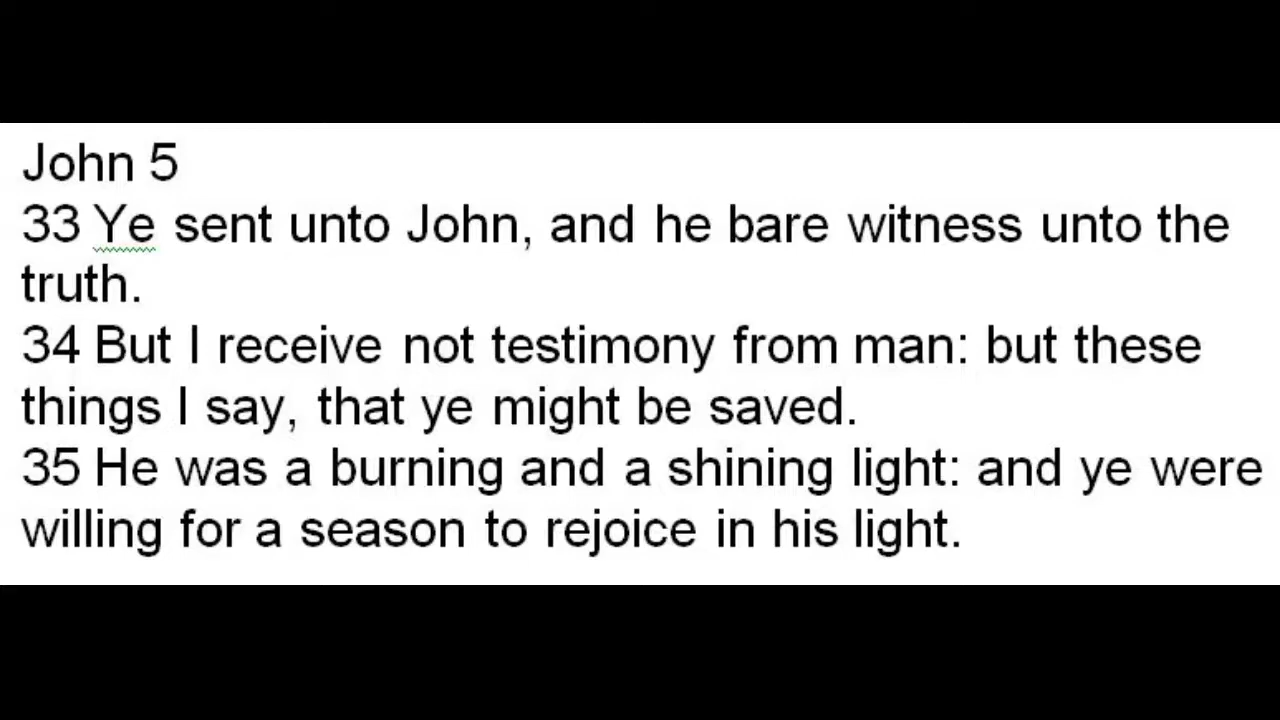 John 5
33 Ye sent unto John, and he bare witness unto the
truth.
34 But I receive not testimony from man: but these
things I say, that ye might be saved.
35 He was a burning and a shining light: and ye were
willing for a season to rejoice in his light.